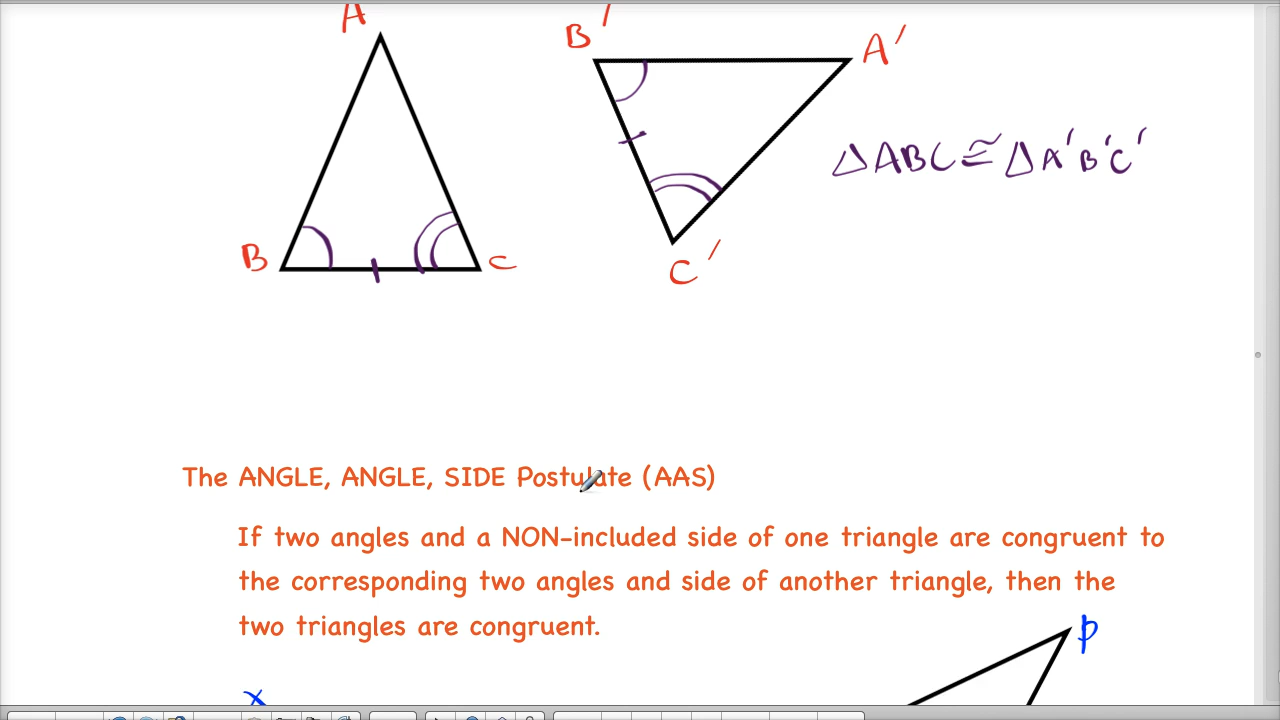 A
B'
A'
△ABC ≅ △A'B'C'
B
C
C'
The ANGLE, ANGLE, SIDE Postulate (AAS)
If two angles and a NON-included side of one triangle are congruent to
the corresponding two angles and side of another triangle, then the
two triangles are congruent.
P
X